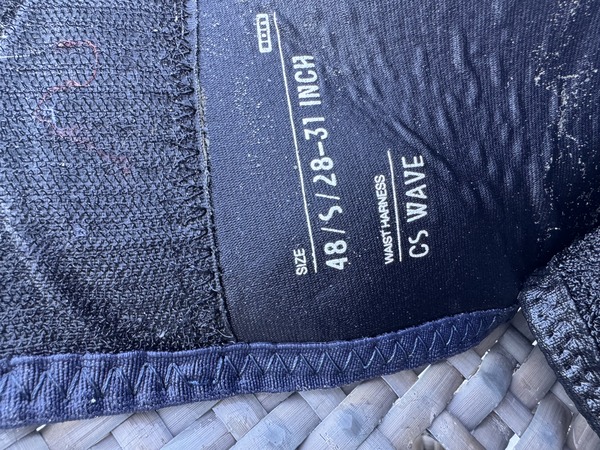 SIZE
48/S/28-31 INCH
WAIST HARNESS
CS WAVE